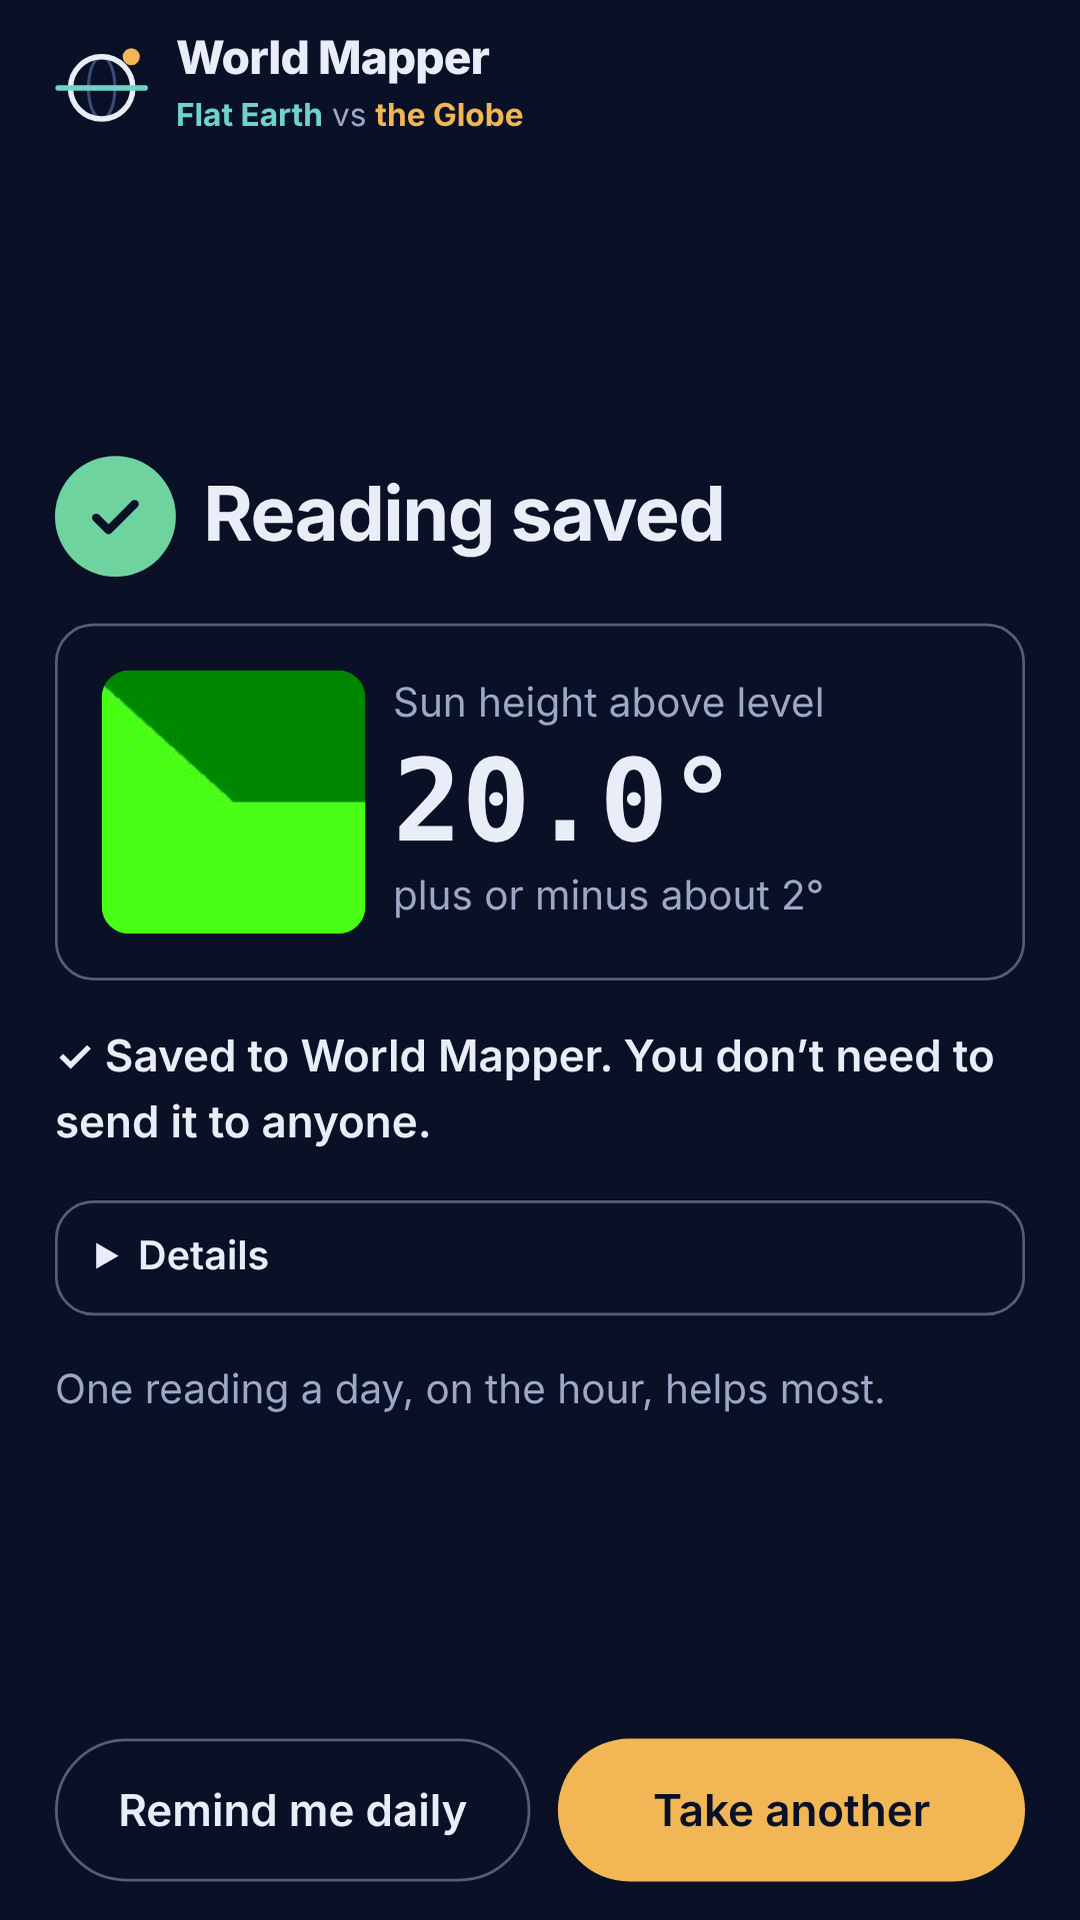 World Mapper
Flat Earth vs the Globe
Reading saved
Sun height above level
20.0°
plus or minus about 2°
✓ Saved to World Mapper. You don’t need to
send it to anyone.
▶ Details
One reading a day, on the hour, helps most.
Remind me daily
Take another